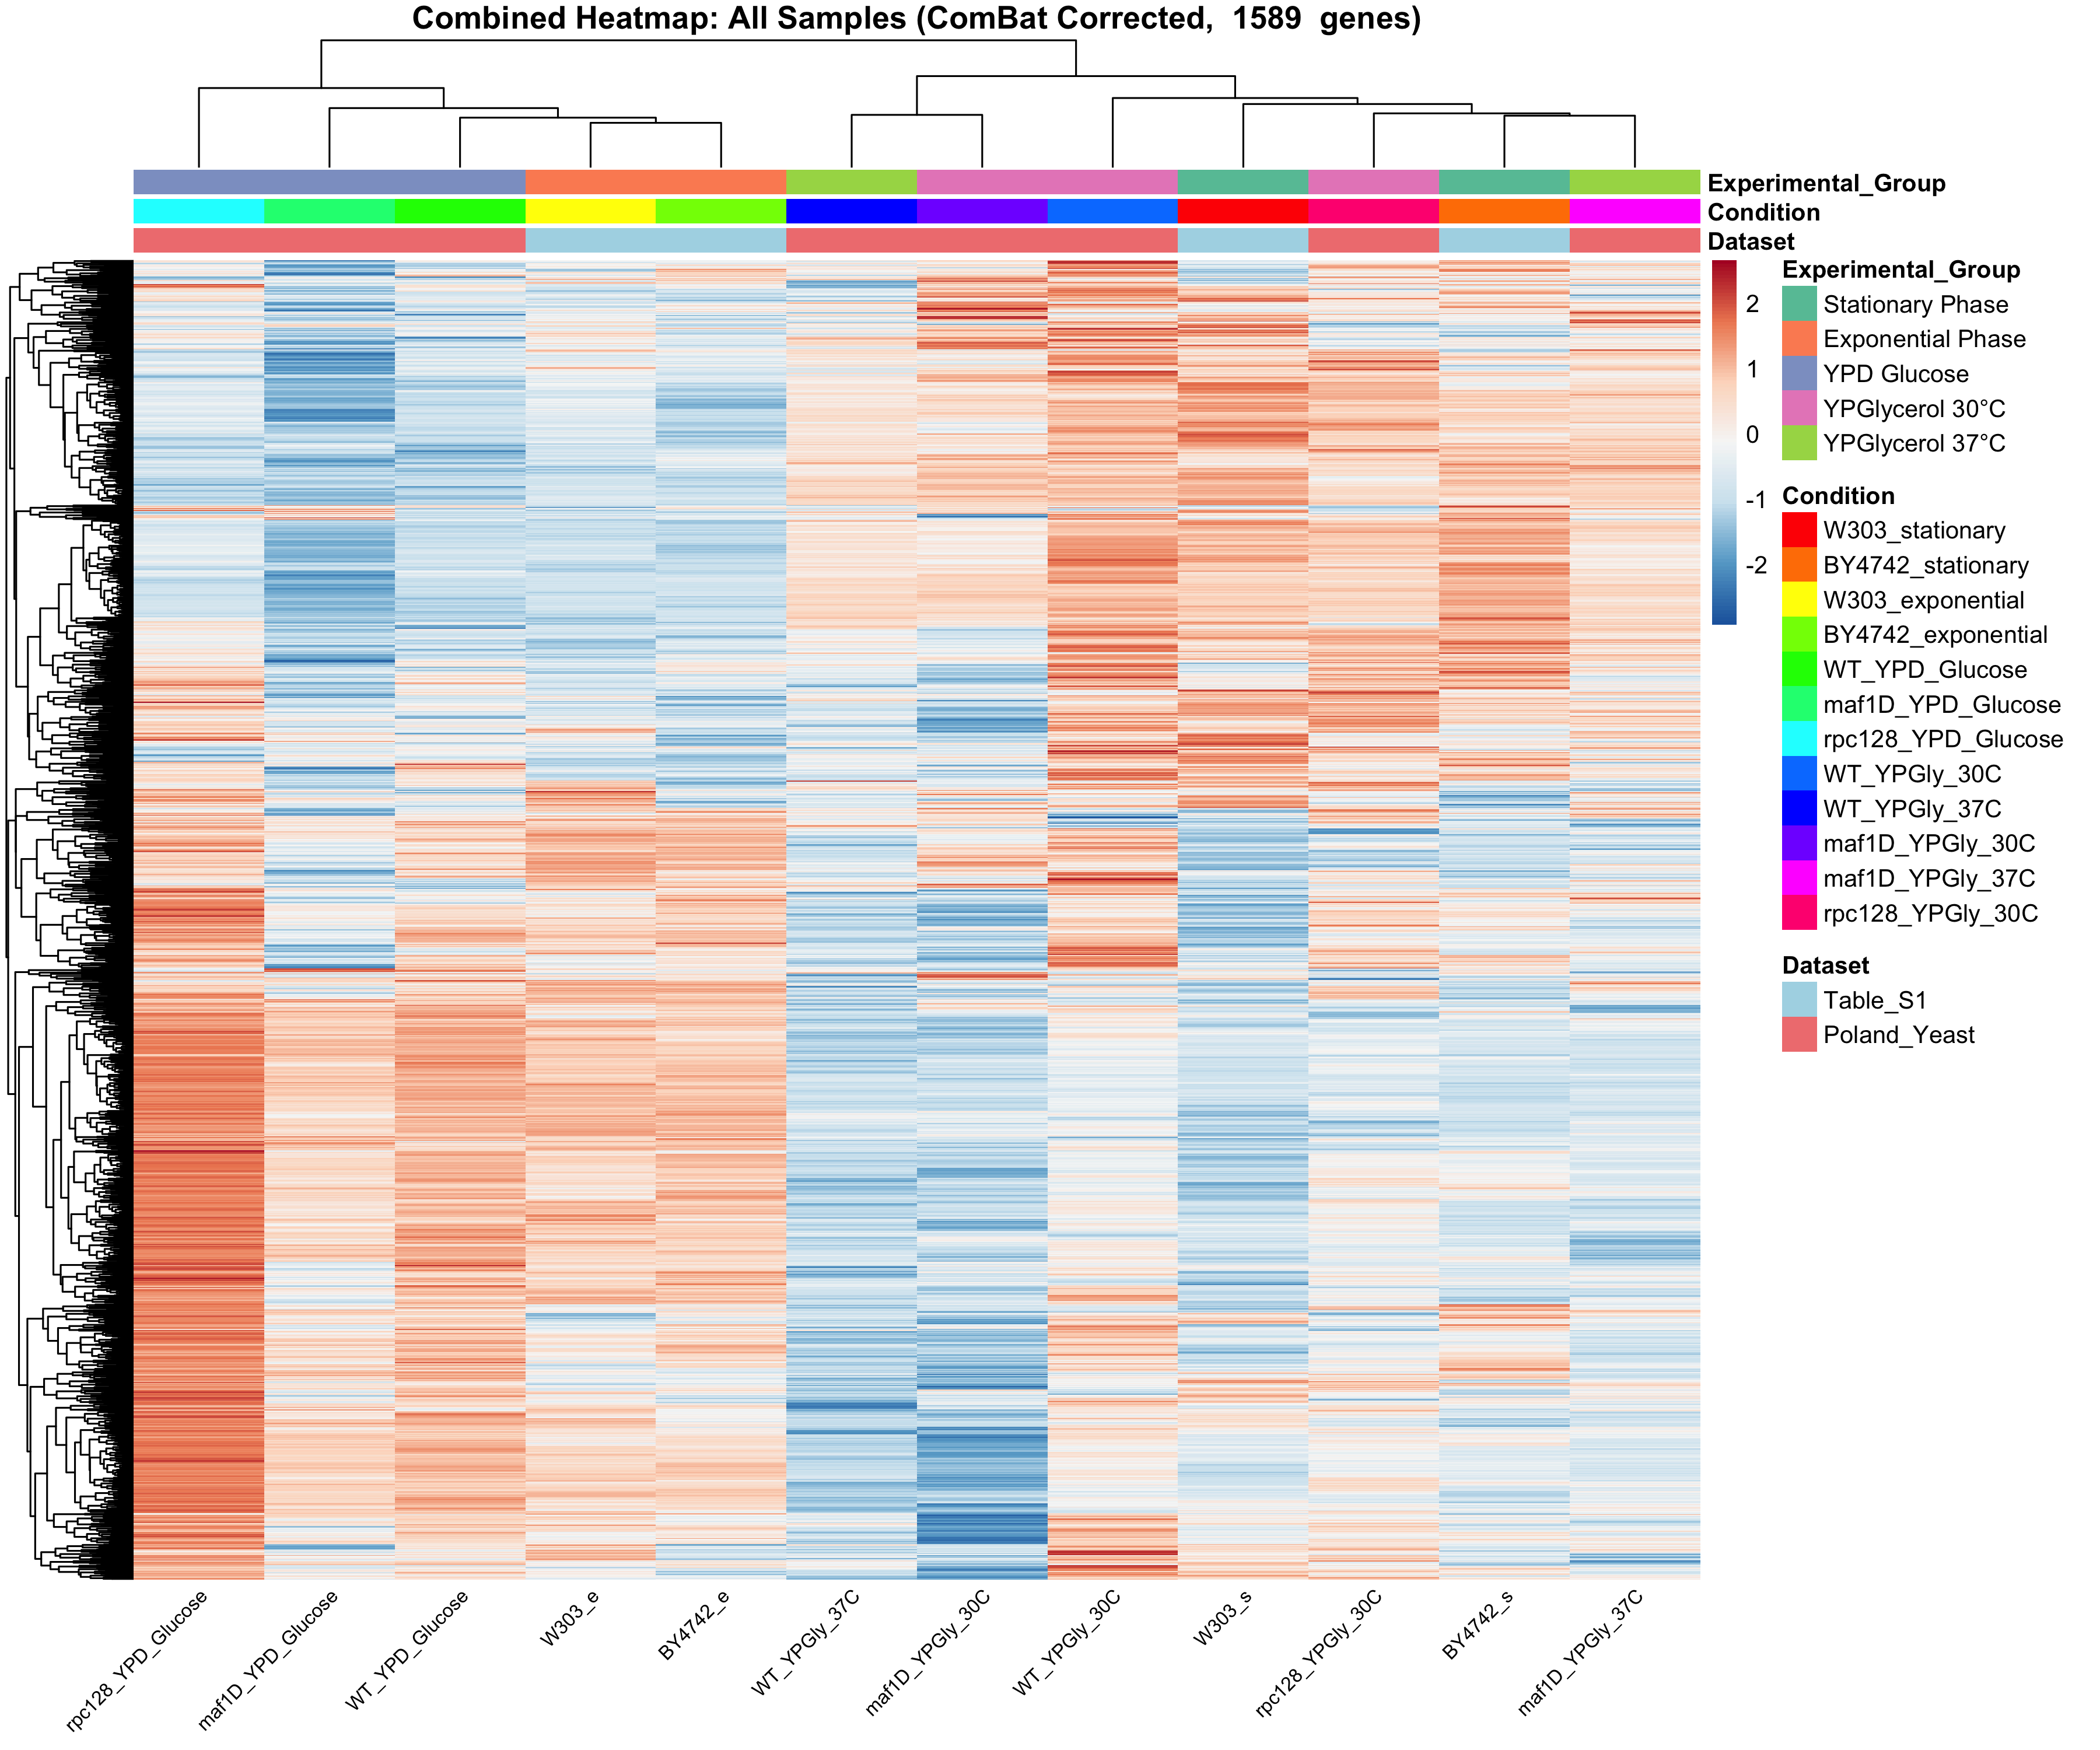 Combined Heatmap: All Samples (ComBat Corrected,  1589  genes)
Experimental_Group
Condition
Dataset
2
1
0
-1
-2
Experimental_Group
Stationary Phase
Exponential Phase
YPD Glucose
YPGlycerol 30°C
YPGlycerol 37°C
Condition
W303_stationary
BY4742_stationary
W303_exponential
BY4742_exponential
WT_YPD_Glucose
maf1D_YPD_Glucose
rpc128_YPD_Glucose
WT_YPGly_30C
WT_YPGly_37C
maf1D_YPGly_30C
maf1D_YPGly_37C
rpc128_YPGly_30C
Dataset
Table_S1
Poland_Yeast
rpc128_YPD_Glucose
maf1D_YPD_Glucose
WT_YPD_Glucose
W303_e
BY4742_e
WT_YPGly_37C
maf1D_YPGly_30C
WT_YPGly_30C
W303_s
rpc128_YPGly_30C
BY4742_s
maf1D_YPGly_37C